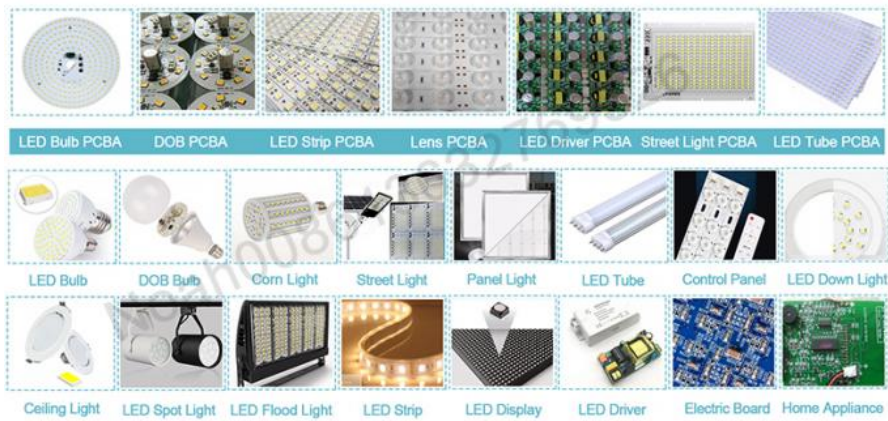 LED Bulb PCBA DOB PCBA LED Strip PCBA Lens PCBA LED Driver PCBA Street Light PCBA LED Tube PCBA
LED Bulb DOB Bulb Corn Light Street Light Panel Light LED Tube Control Panel LED Down Light
Ceiling Light LED Spot Light LED Flood Light LED Strip LED Display LED Driver Electric Board Home Appliance